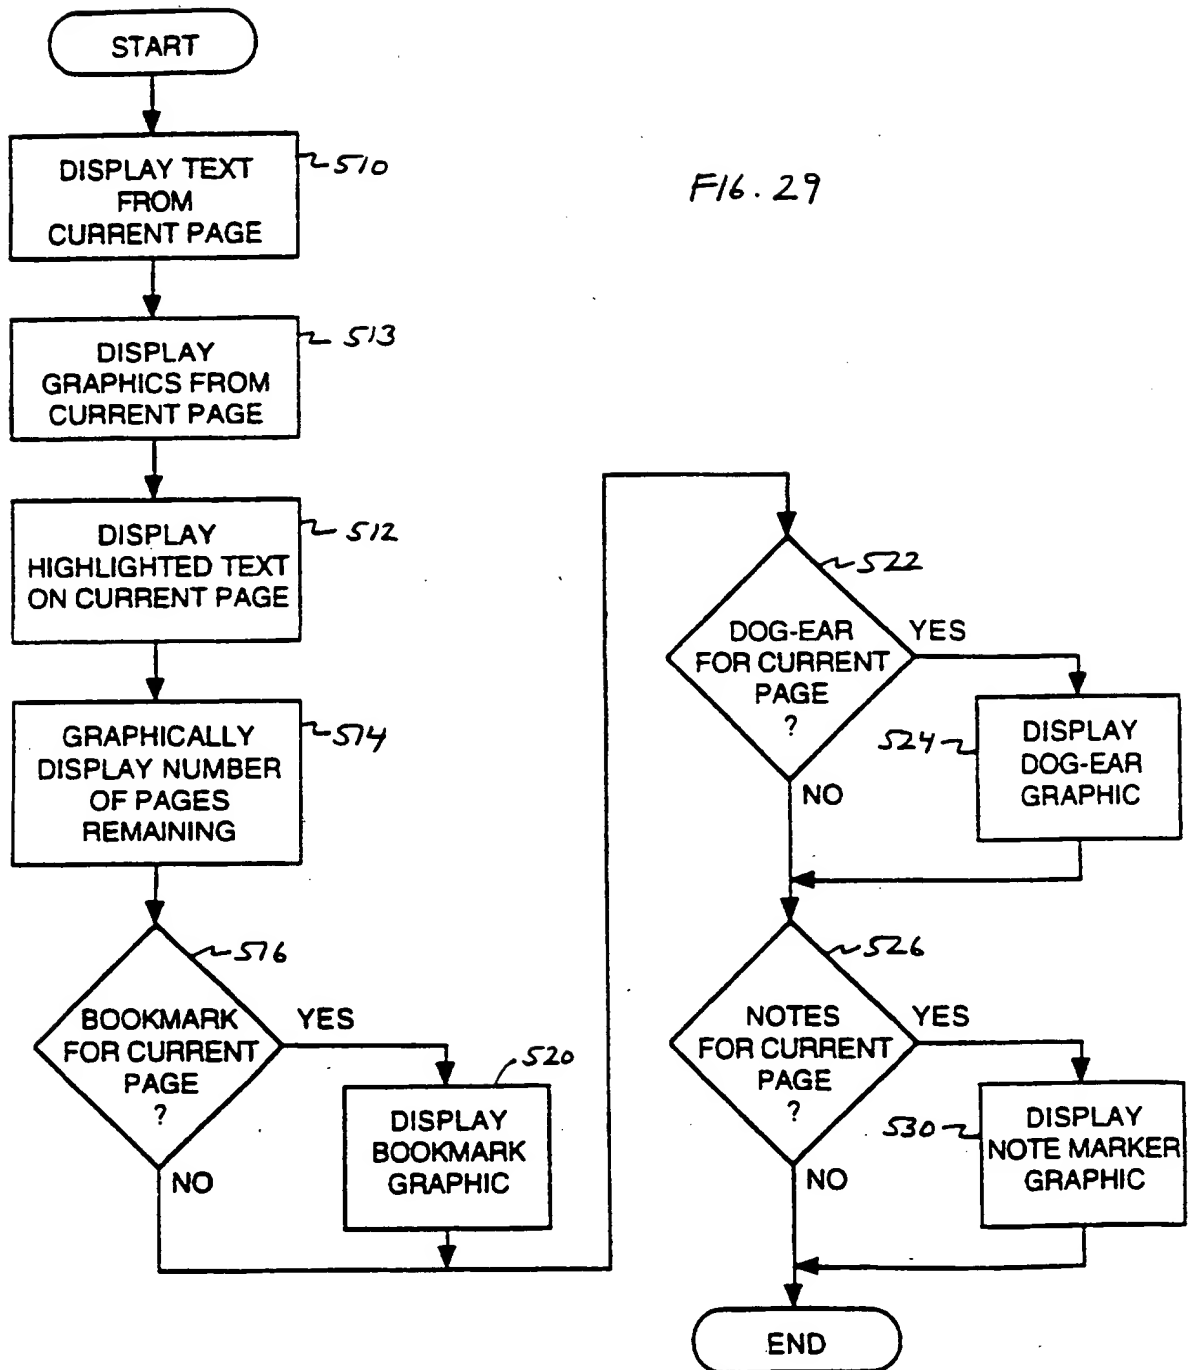 START
DISPLAY TEXT
FROM
CURRENT PAGE
510
FIG. 29
DISPLAY
GRAPHICS FROM
CURRENT PAGE
513
DISPLAY
HIGHLIGHTED TEXT
ON CURRENT PAGE
512
GRAPHICALLY
DISPLAY NUMBER
OF PAGES
REMAINING
514
BOOKMARK
FOR CURRENT
PAGE
?
516
YES
NO
DISPLAY
BOOKMARK
GRAPHIC
520
DOG-EAR
FOR CURRENT
PAGE
?
522
YES
NO
DISPLAY
DOG-EAR
GRAPHIC
524
NOTES
FOR CURRENT
PAGE
?
526
YES
NO
DISPLAY
NOTE MARKER
GRAPHIC
530
END